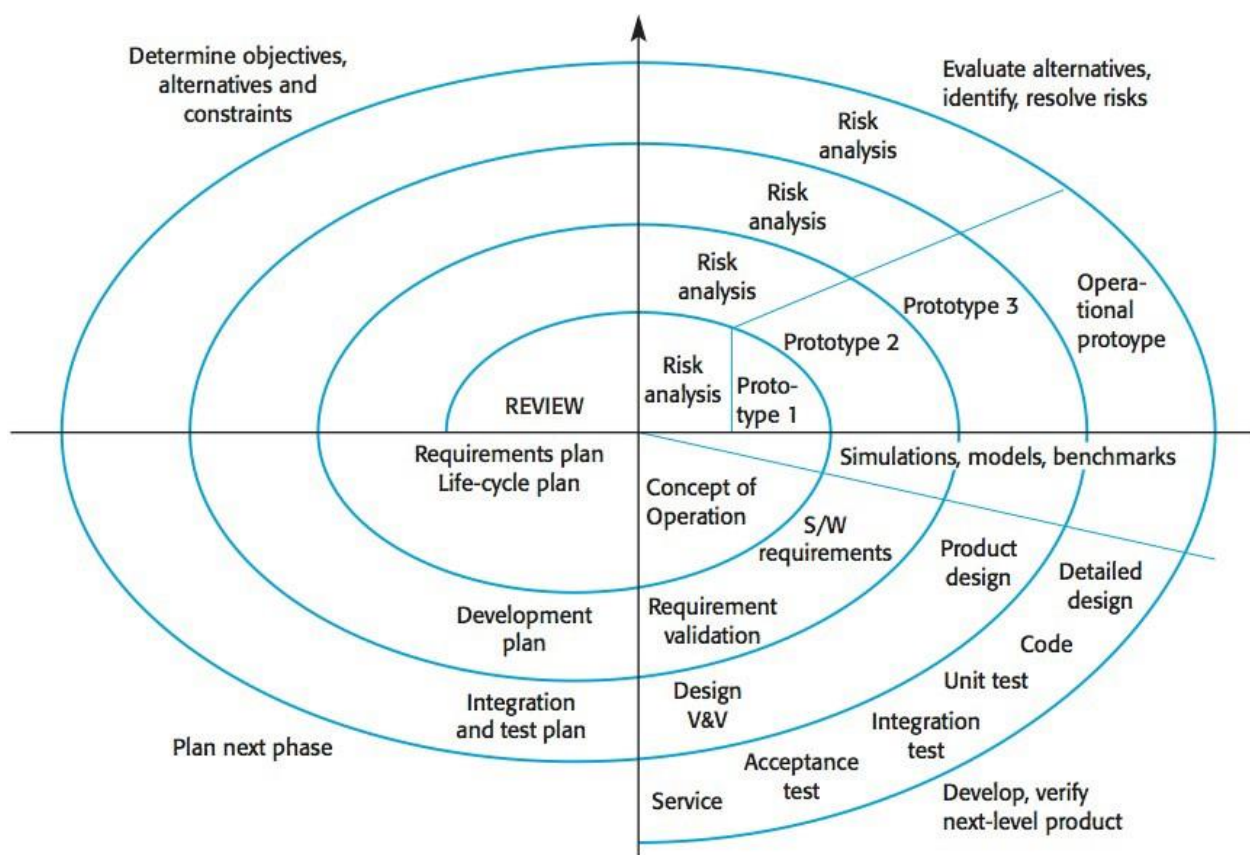 Determine objectives,
alternatives and
constraints
Evaluate alternatives,
identify, resolve risks
Risk
analysis
Risk
analysis
Risk
analysis
Risk
analysis
Proto-
type 1
Prototype 2
Prototype 3
Opera-
tional
protoype
REVIEW
Requirements plan
Life-cycle plan
Development
plan
Integration
and test plan
Plan next phase
Simulations, models, benchmarks
Concept of
Operation
S/W
requirements
Requirement
validation
Product
design
Design
V&V
Detailed
design
Code
Unit test
Integration
test
Acceptance
test
Service
Develop, verify
next-level product